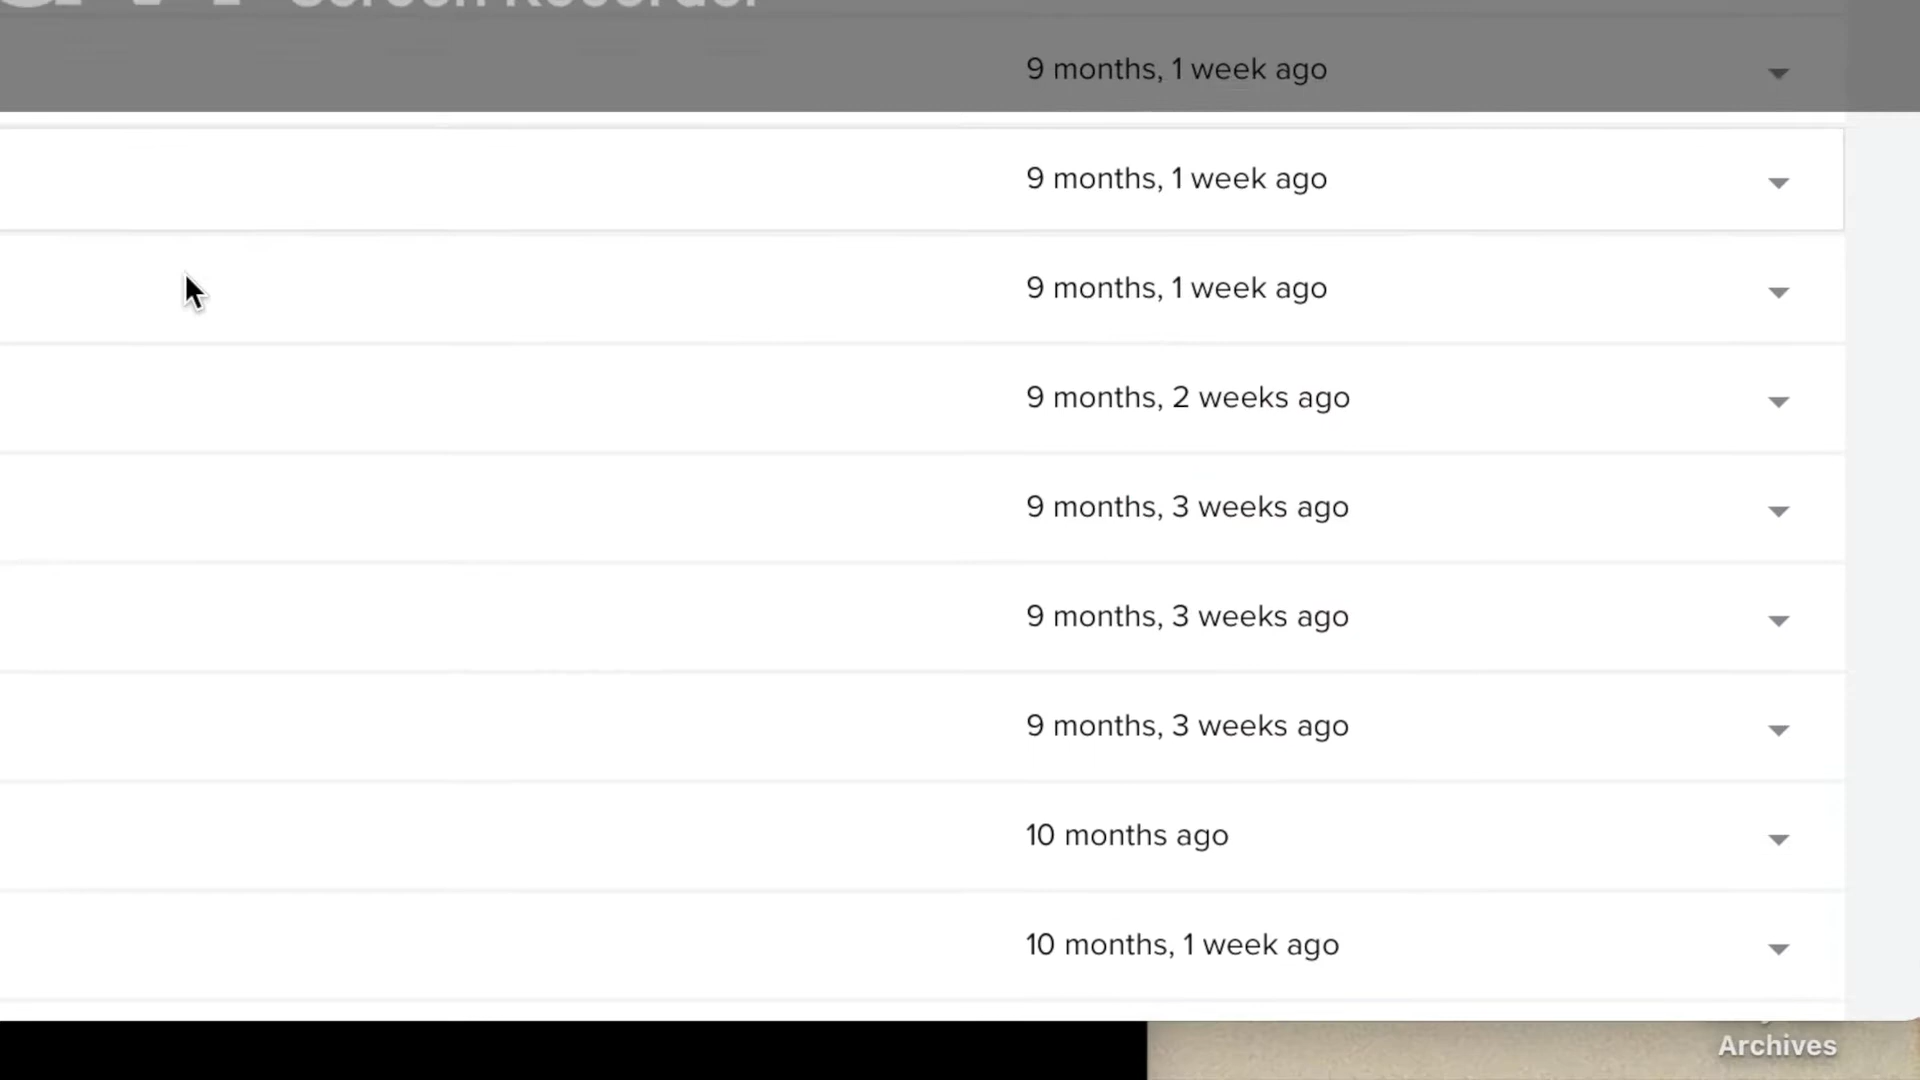 Screen Recorder
9 months, 1 week ago
9 months, 1 week ago
9 months, 1 week ago
9 months, 2 weeks ago
9 months, 3 weeks ago
9 months, 3 weeks ago
9 months, 3 weeks ago
10 months ago
10 months, 1 week ago
Archives